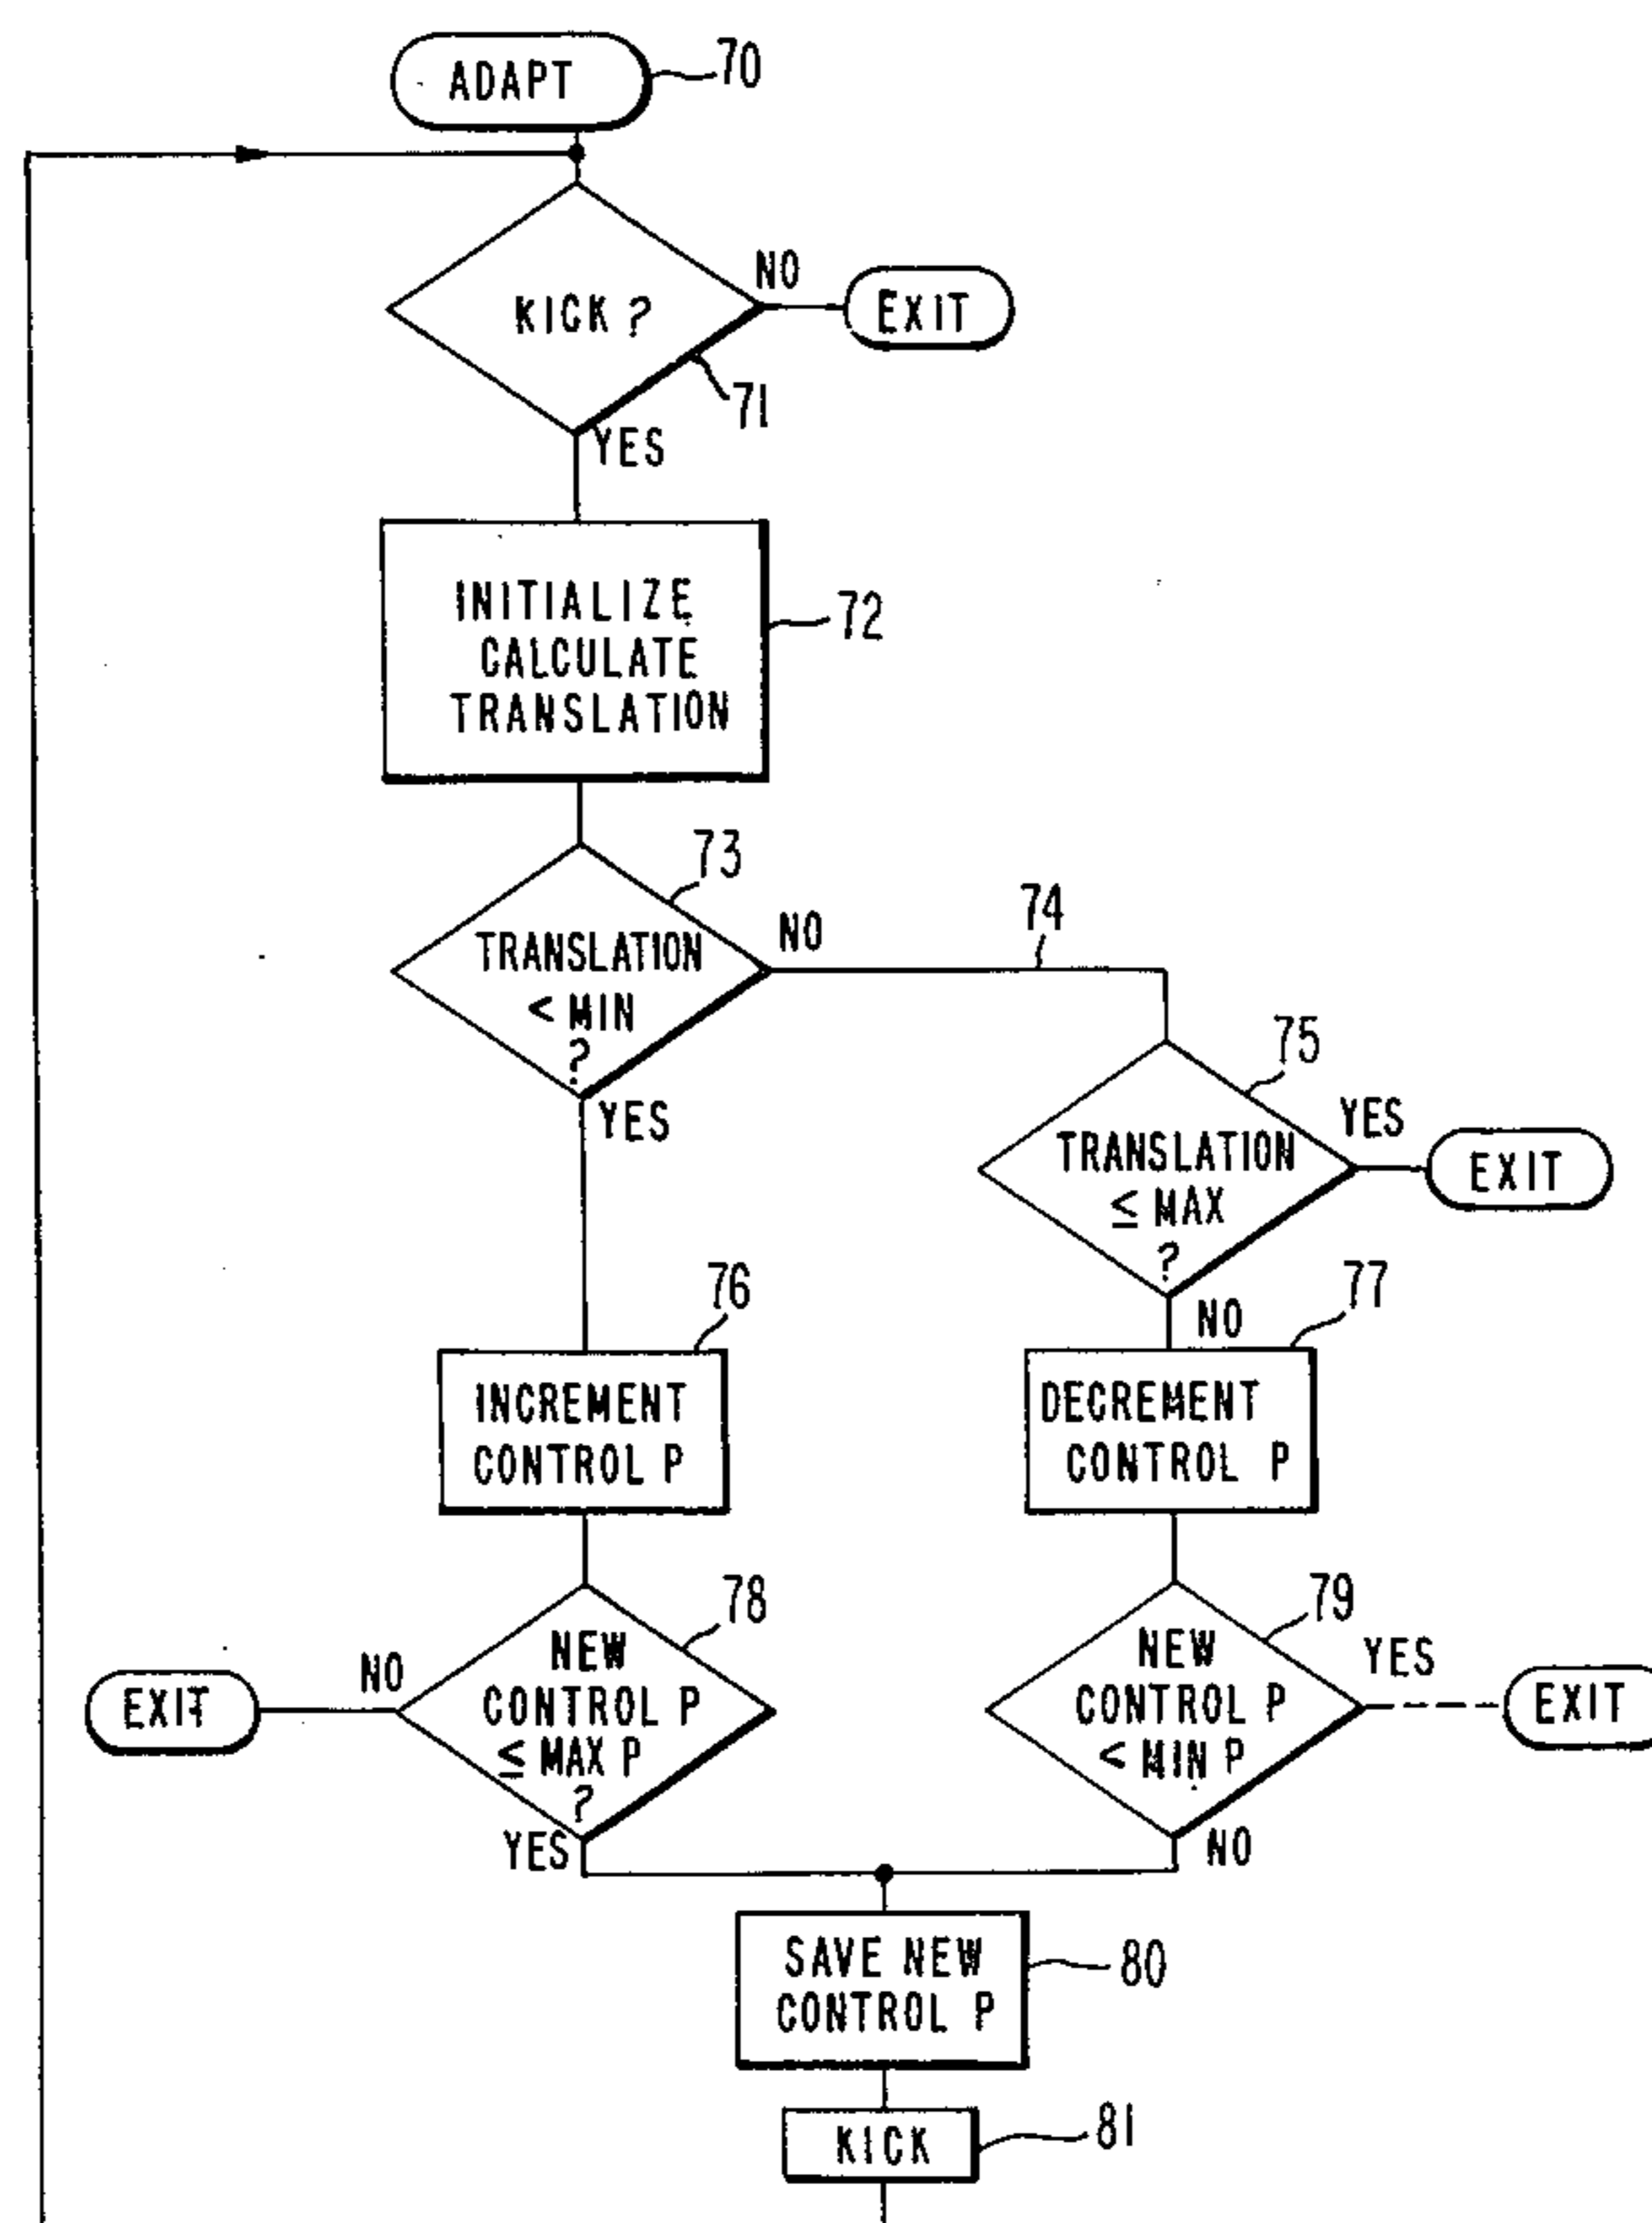 ADAPT
70
KICK ?
NO
EXIT
71
YES
INITIALIZE
CALCULATE
TRANSLATION
72
73
TRANSLATION
< MIN
?
NO
74
YES
75
TRANSLATION
≤ MAX
?
YES
EXIT
NO
76
INCREMENT
CONTROL P
77
DECREMENT
CONTROL P
78
NEW
CONTROL P
≤ MAX P
?
NO
EXIT
YES
79
NEW
CONTROL P
< MIN P
YES
EXIT
NO
SAVE NEW
CONTROL P
80
KICK
81